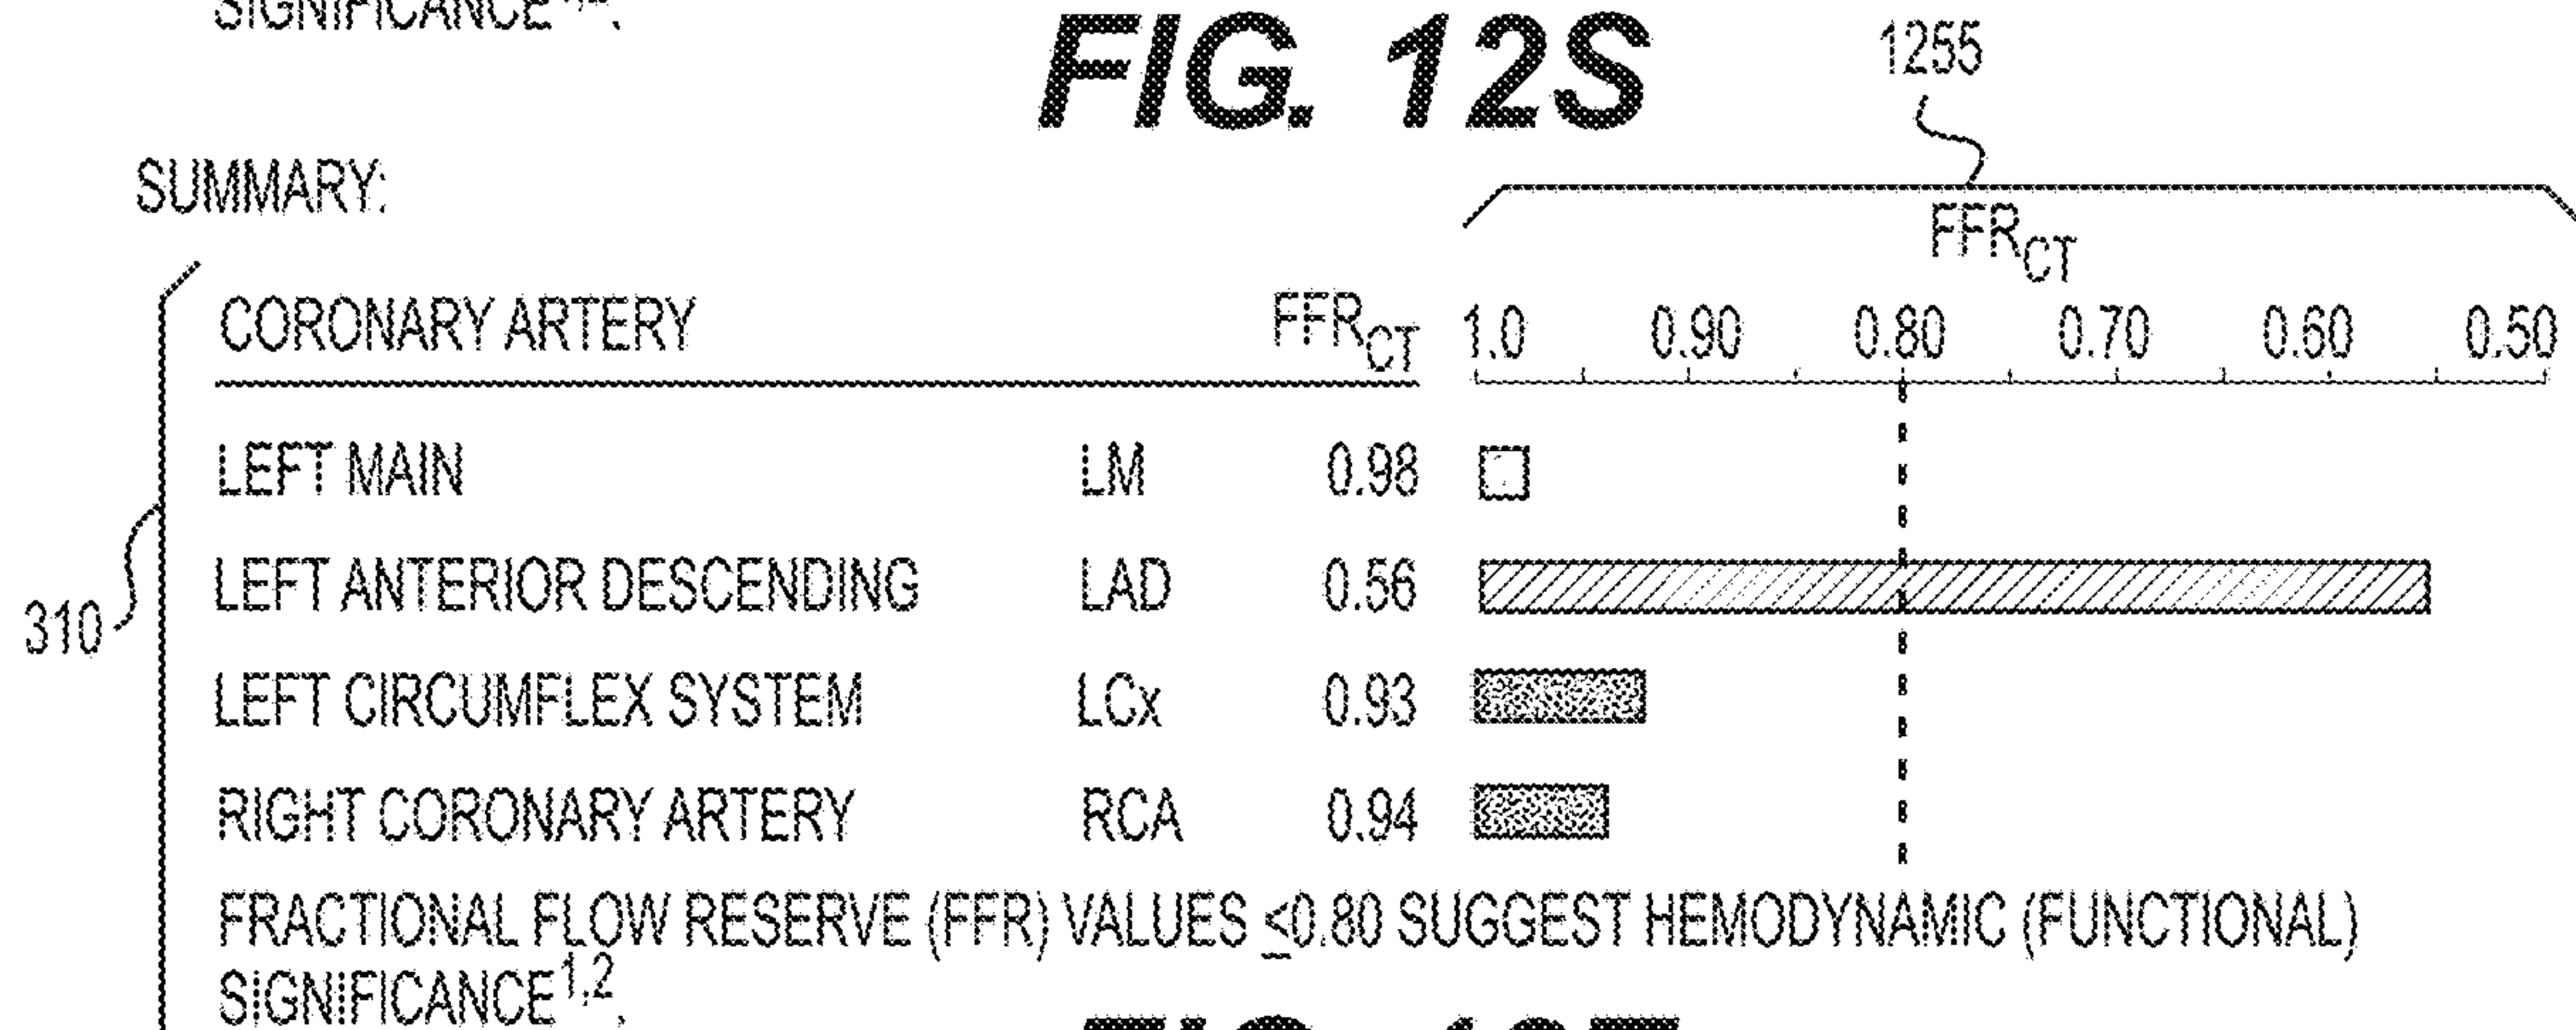 SIGNIFICANCE1,2.
FIG. 12S
1255
SUMMARY:
FFRCT
CORONARY ARTERY FFRCT 1.0 0.90 0.80 0.70 0.60 0.50
LEFT MAIN LM 0.98
LEFT ANTERIOR DESCENDING LAD 0.56
310
LEFT CIRCUMFLEX SYSTEM LCx 0.93
RIGHT CORONARY ARTERY RCA 0.94
FRACTIONAL FLOW RESERVE (FFR) VALUES ≤0.80 SUGGEST HEMODYNAMIC (FUNCTIONAL)
SIGNIFICANCE1,2.